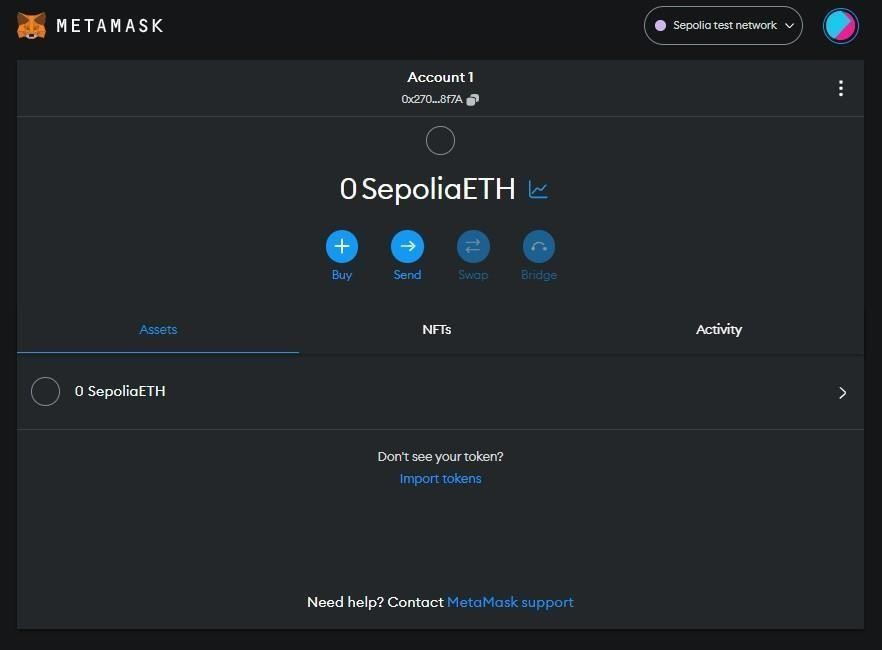 METAMASK
Sepolia test network
Account 1
0x270...8f7A
0 SepoliaETH
Buy
Send
Swap
Bridge
Assets
NFTs
Activity
0 SepoliaETH
Don't see your token?
Import tokens
Need help? Contact MetaMask support